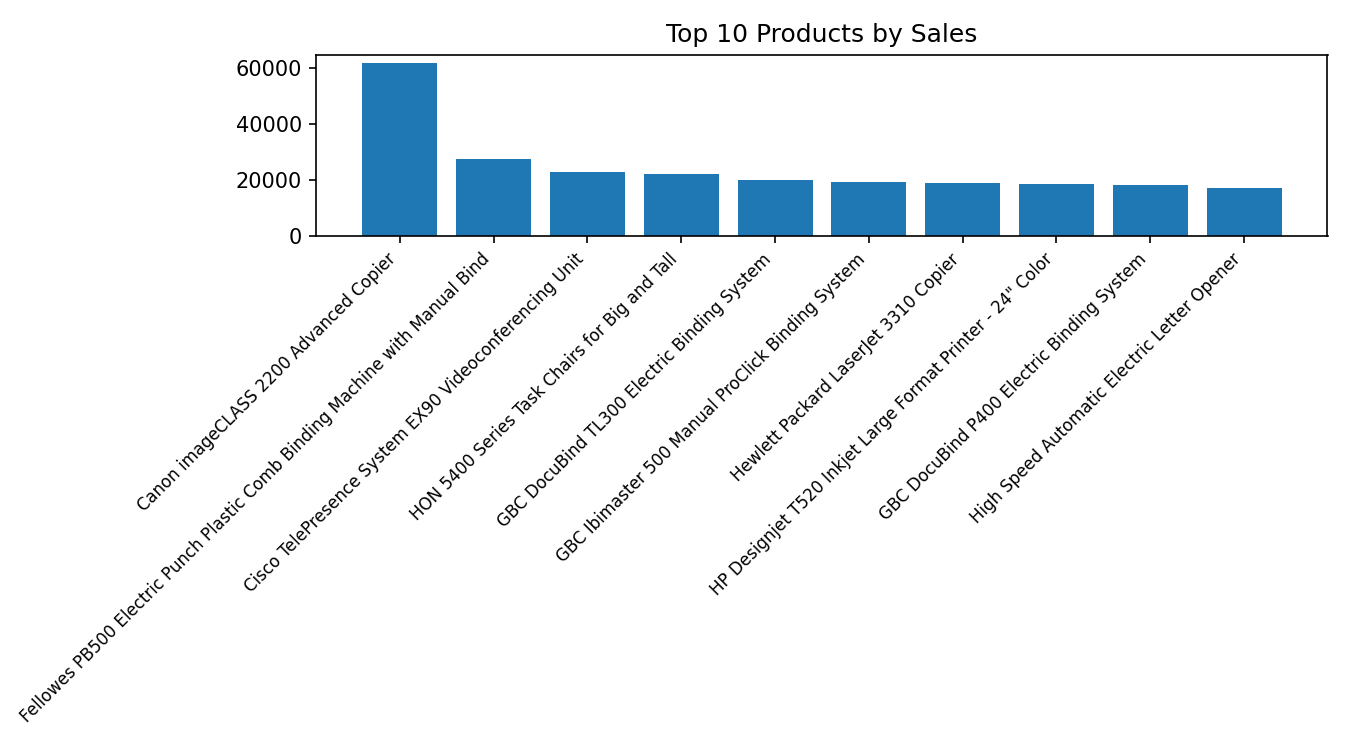 Top 10 Products by Sales
60000
40000
20000
0
Canon imageCLASS 2200 Advanced Copier
Fellowes PB500 Electric Punch Plastic Comb Binding Machine with Manual Bind
Cisco TelePresence System EX90 Videoconferencing Unit
HON 5400 Series Task Chairs for Big and Tall
GBC DocuBind TL300 Electric Binding System
GBC Ibimaster 500 Manual ProClick Binding System
Hewlett Packard LaserJet 3310 Copier
HP Designjet T520 Inkjet Large Format Printer - 24" Color
GBC DocuBind P400 Electric Binding System
High Speed Automatic Electric Letter Opener